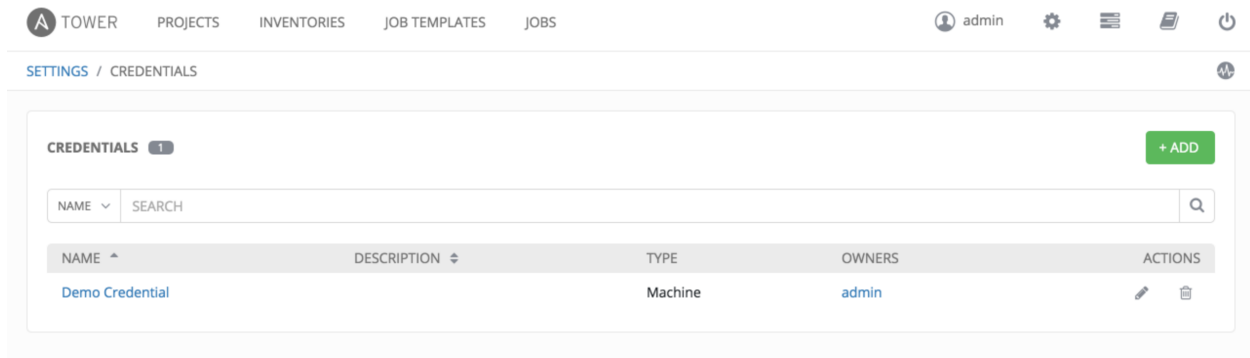 A TOWER PROJECTS INVENTORIES JOB TEMPLATES JOBS admin
SETTINGS / CREDENTIALS
CREDENTIALS 1 + ADD
NAME SEARCH
NAME DESCRIPTION TYPE OWNERS ACTIONS
Demo Credential Machine admin